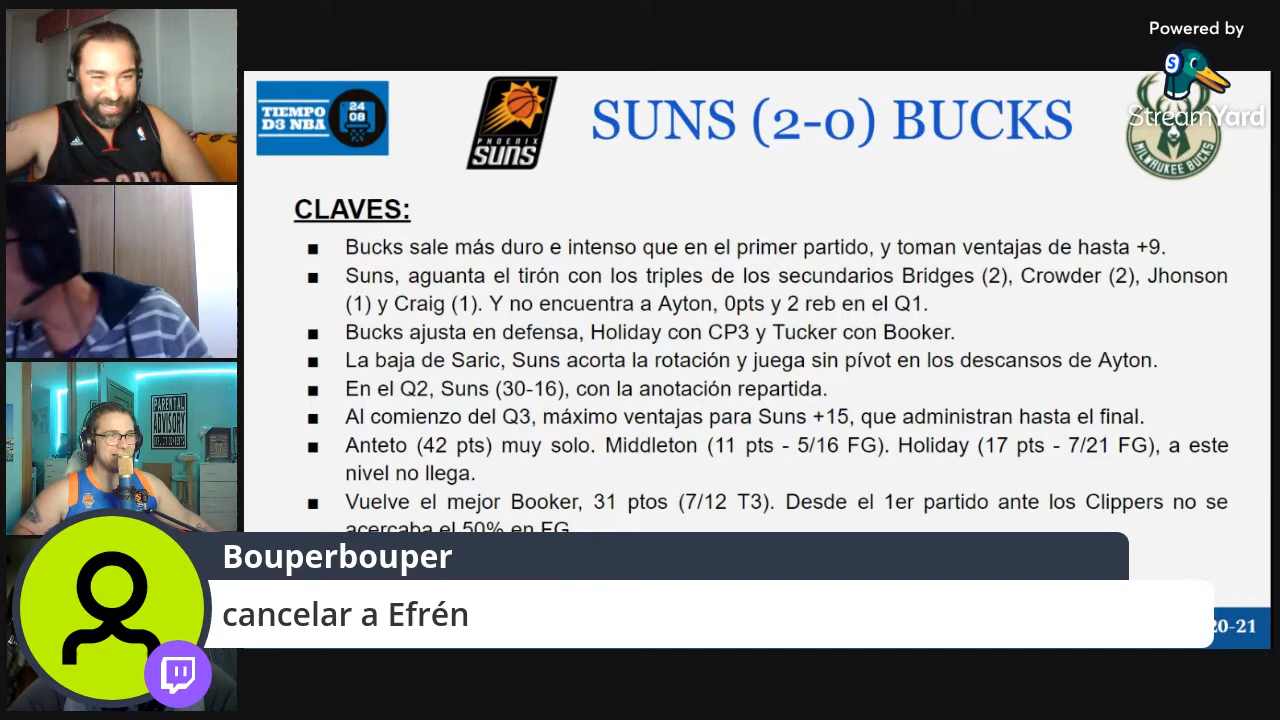 Powered by
StreamYard
TIEMPO
D3 NBA
24
08
PHOENIX
SUNS
SUNS (2-0) BUCKS
MILWAUKEE BUCKS
CLAVES:
Bucks sale más duro e intenso que en el primer partido, y toman ventajas de hasta +9.
Suns, aguanta el tirón con los triples de los secundarios Bridges (2), Crowder (2), Jhonson
(1) y Craig (1). Y no encuentra a Ayton, 0pts y 2 reb en el Q1.
Bucks ajusta en defensa, Holiday con CP3 y Tucker con Booker.
La baja de Saric, Suns acorta la rotación y juega sin pívot en los descansos de Ayton.
En el Q2, Suns (30-16), con la anotación repartida.
Al comienzo del Q3, máximo ventajas para Suns +15, que administran hasta el final.
Anteto (42 pts) muy solo. Middleton (11 pts - 5/16 FG). Holiday (17 pts - 7/21 FG), a este
nivel no llega.
Vuelve el mejor Booker, 31 ptos (7/12 T3). Desde el 1er partido ante los Clippers no se
acercaba el 50% en FG.
PARENTAL
ADVISORY
Bouperbouper
cancelar a Efrén
20-21